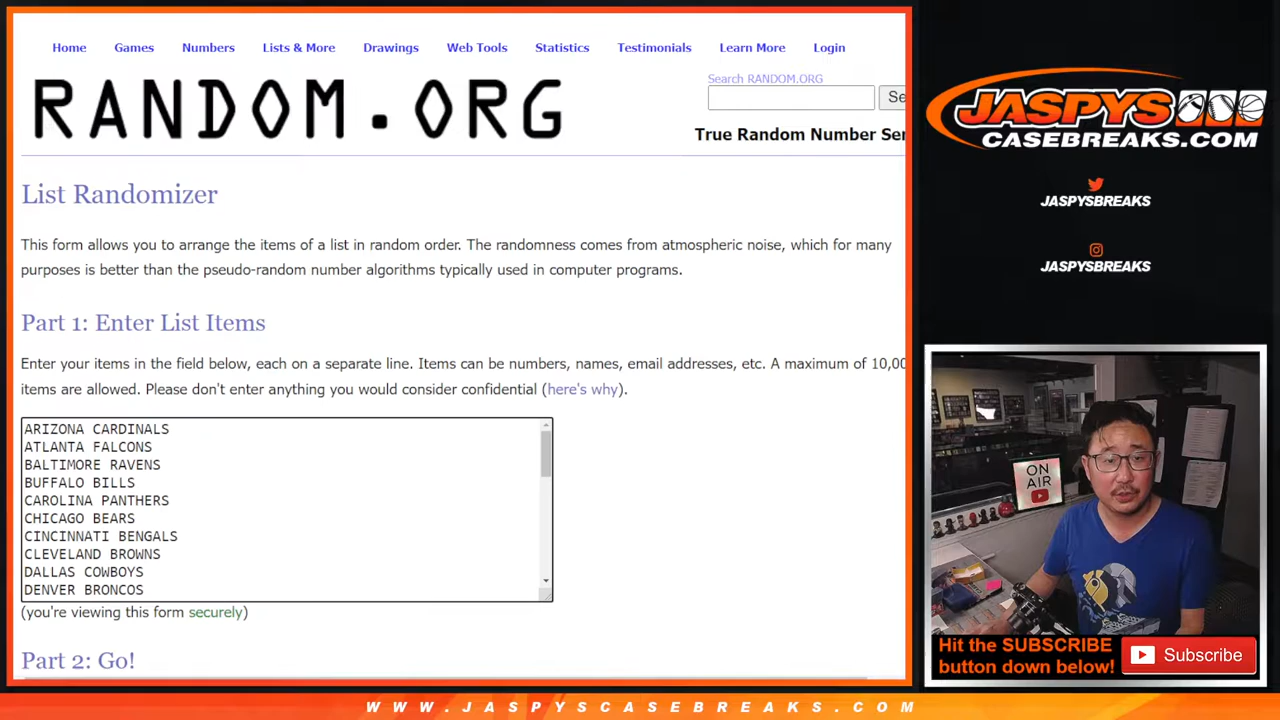 Home Games Numbers Lists & More Drawings Web Tools Statistics Testimonials Learn More Login
RANDOM.ORG
Search RANDOM.ORG
Se
True Random Number Ser
List Randomizer
This form allows you to arrange the items of a list in random order. The randomness comes from atmospheric noise, which for many
purposes is better than the pseudo-random number algorithms typically used in computer programs.
Part 1: Enter List Items
Enter your items in the field below, each on a separate line. Items can be numbers, names, email addresses, etc. A maximum of 10,00
items are allowed. Please don't enter anything you would consider confidential (here's why).
ARIZONA CARDINALS
ATLANTA FALCONS
BALTIMORE RAVENS
BUFFALO BILLS
CAROLINA PANTHERS
CHICAGO BEARS
CINCINNATI BENGALS
CLEVELAND BROWNS
DALLAS COWBOYS
DENVER BRONCOS
(you're viewing this form securely)
Part 2: Go!
JASPYS
CASEBREAKS.COM
JASPYSBREAKS
JASPYSBREAKS
ON
AIR
Hit the SUBSCRIBE
button down below!
Subscribe
WWW.JASPYSCASEBREAKS.COM